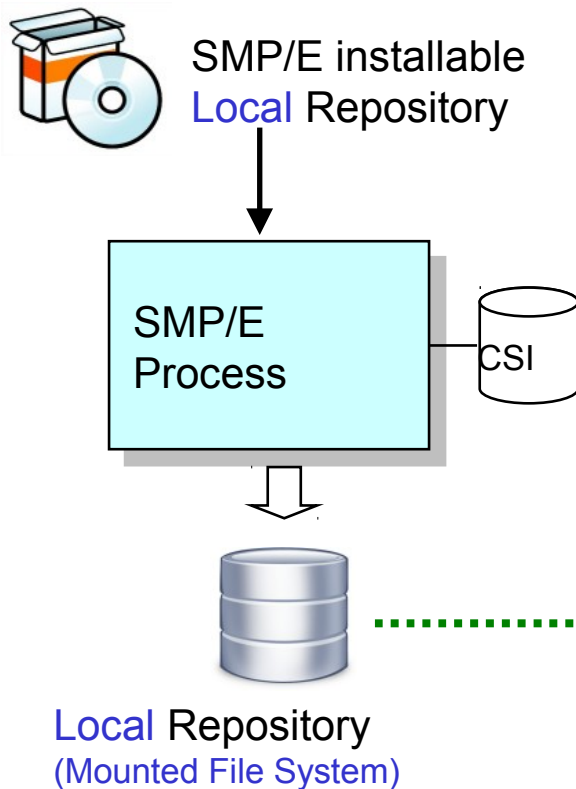 SMP/E installable
Local Repository
SMP/E
Process
CSI
Local Repository
(Mounted File System)